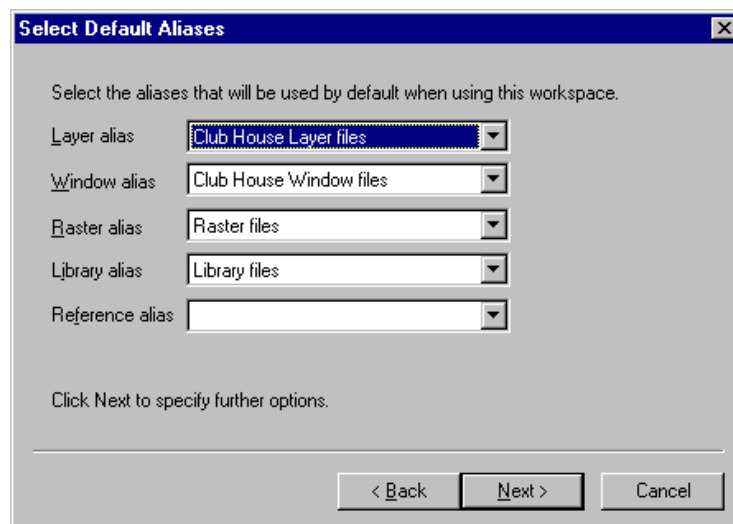 Select Default Aliases
Select the aliases that will be used by default when using this workspace.
Layer alias Club House Layer files
Window alias Club House Window files
Raster alias Raster files
Library alias Library files
Reference alias
Click Next to specify further options.
< Back Next > Cancel